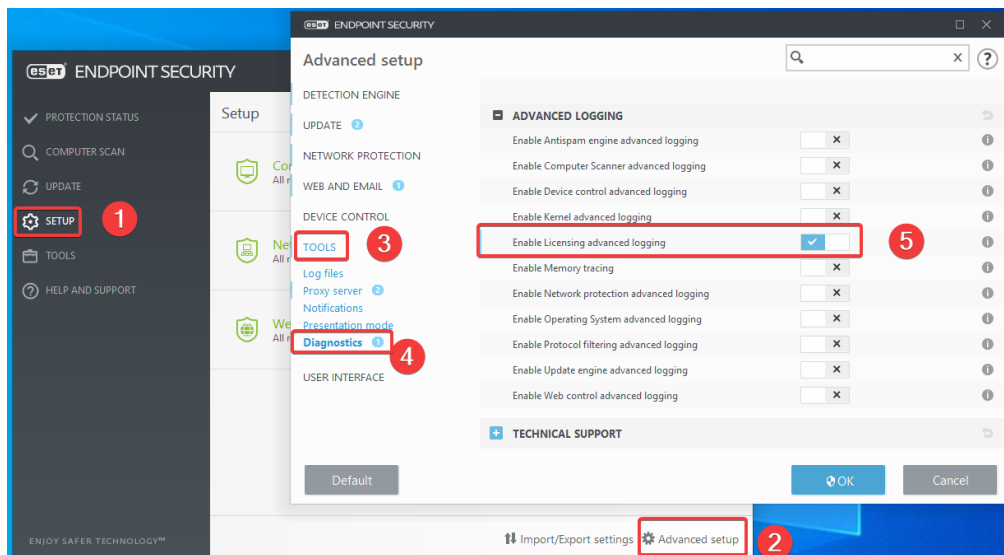 eset ENDPOINT SECURITY
PROTECTION STATUS
COMPUTER SCAN
UPDATE
SETUP
1
TOOLS
HELP AND SUPPORT
ENJOY SAFER TECHNOLOGY™
Setup
All
All
All
Import/Export settings
Advanced setup
2
eset ENDPOINT SECURITY
Advanced setup
x
?
DETECTION ENGINE
UPDATE 2
NETWORK PROTECTION
WEB AND EMAIL 1
DEVICE CONTROL
TOOLS
3
Log files
Proxy server 2
Notifications
Presentation mode
Diagnostics 1
4
USER INTERFACE
ADVANCED LOGGING
Enable Antispam engine advanced logging
Enable Computer Scanner advanced logging
Enable Device control advanced logging
Enable Kernel advanced logging
Enable Licensing advanced logging
5
Enable Memory tracing
Enable Network protection advanced logging
Enable Operating System advanced logging
Enable Protocol filtering advanced logging
Enable Update engine advanced logging
Enable Web control advanced logging
TECHNICAL SUPPORT
Default
OK
Cancel